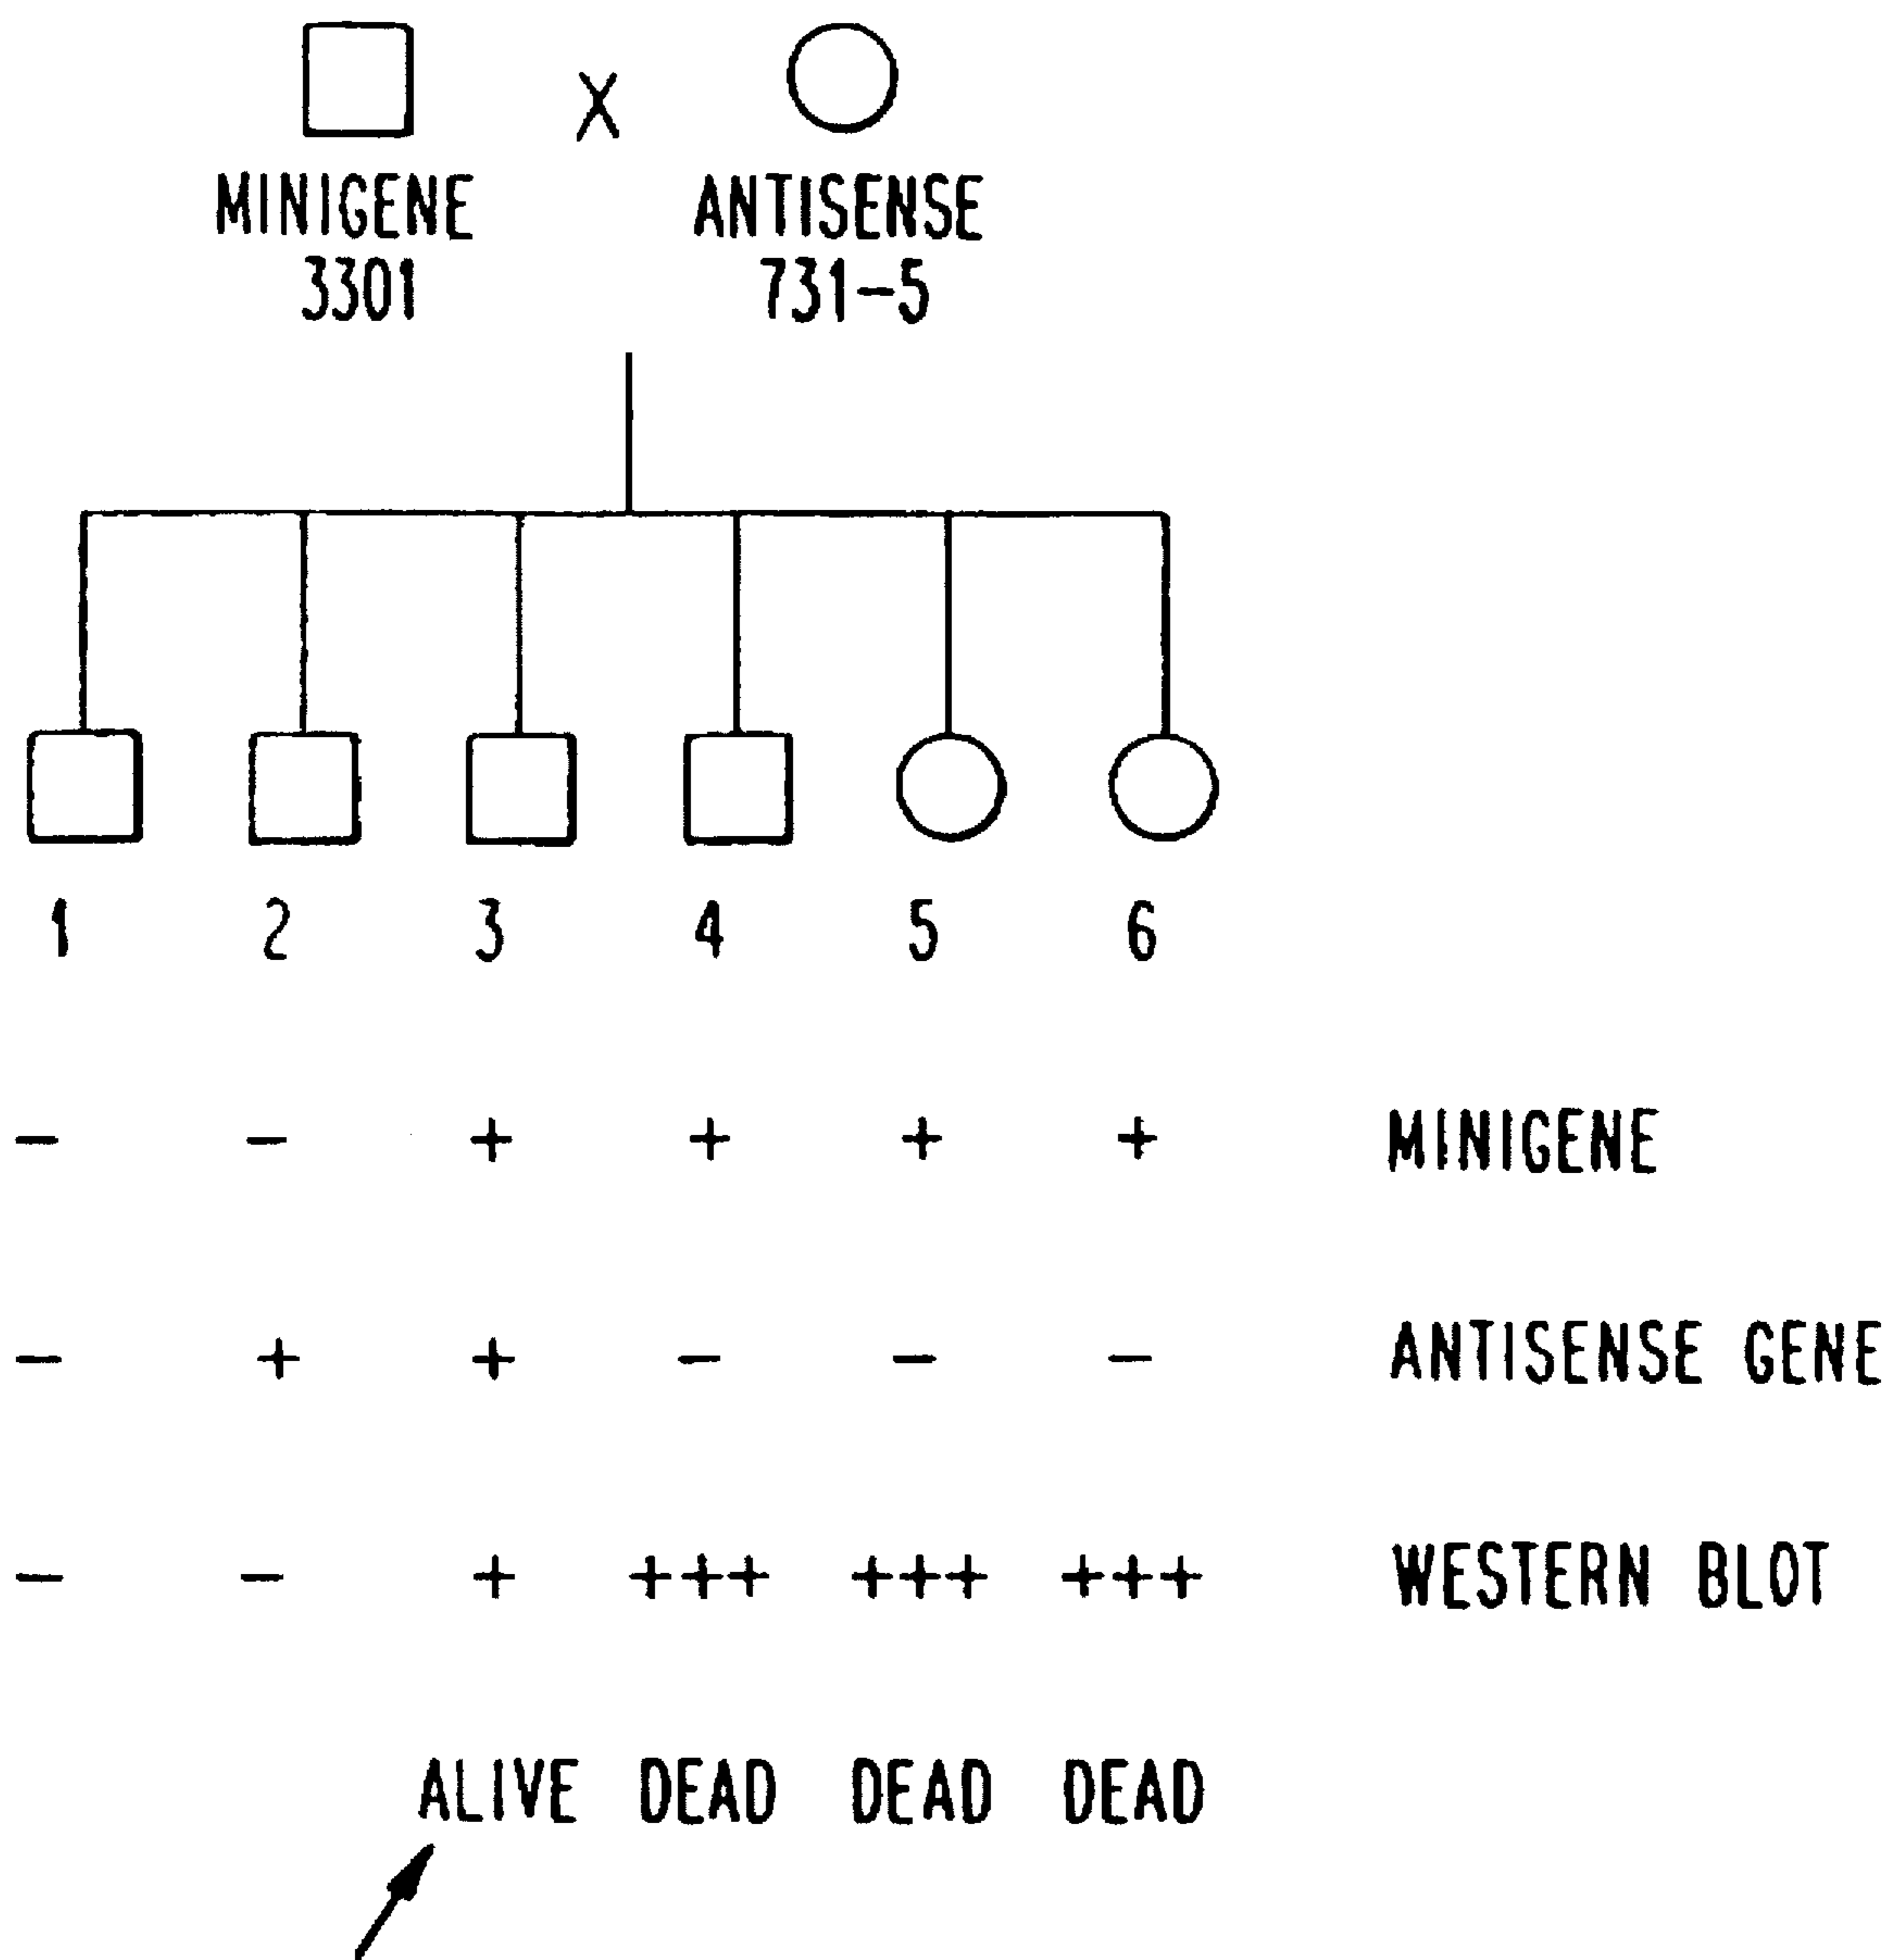 X
MINIGENE ANTISENSE
3301 731-5
1 2 3 4 5 6
- - + + + + MINIGENE
- + + - - - ANTISENSE GENE
- - + +++ +++ +++ WESTERN BLOT
ALIVE DEAD DEAD DEAD